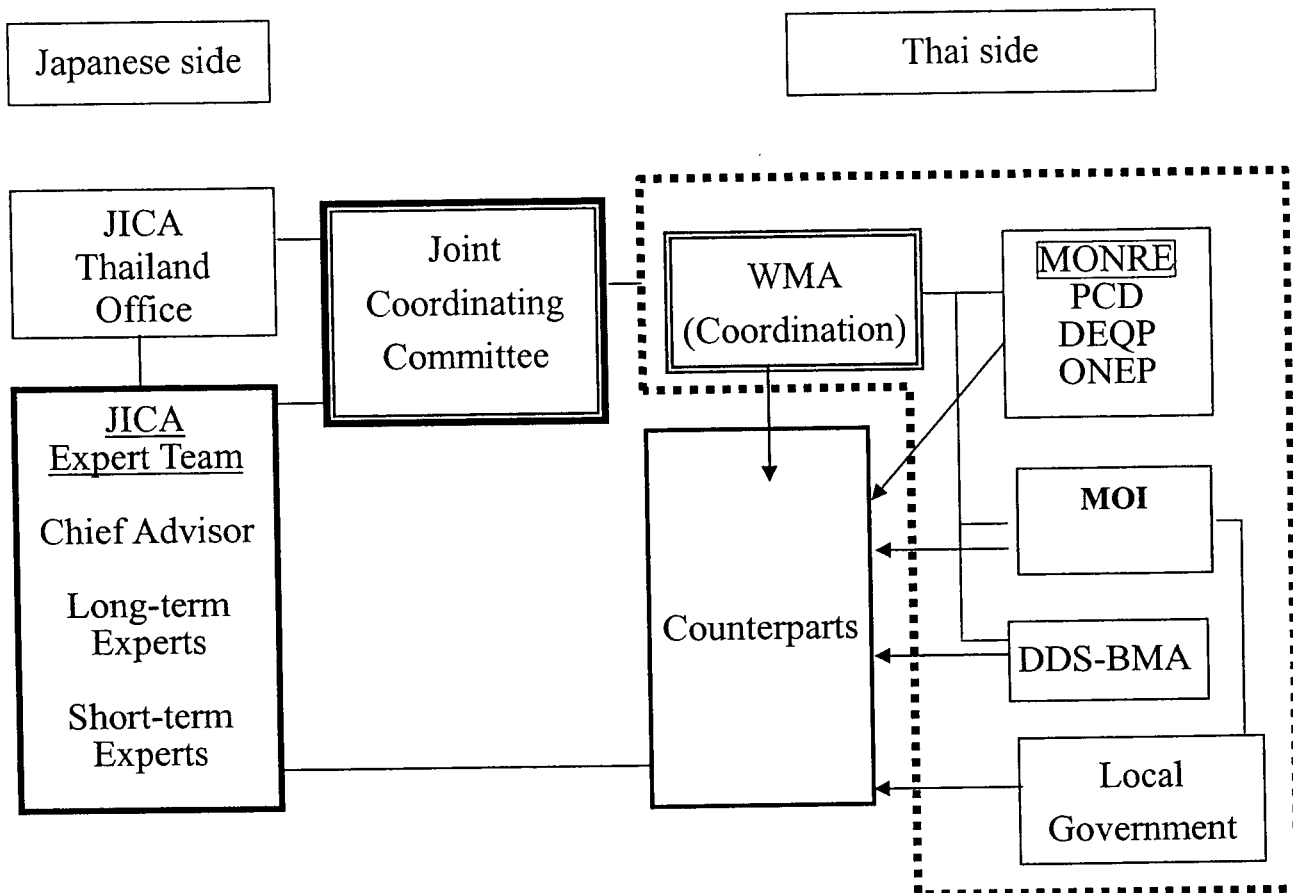 Japanese side
Thai side
JICA
Thailand
Office
Joint
Coordinating
Committee
WMA
(Coordination)
MONRE
PCD
DEQP
ONEP
JICA
Expert Team
Chief Advisor
Long-term
Experts
Short-term
Experts
Counterparts
MOI
DDS-BMA
Local
Government